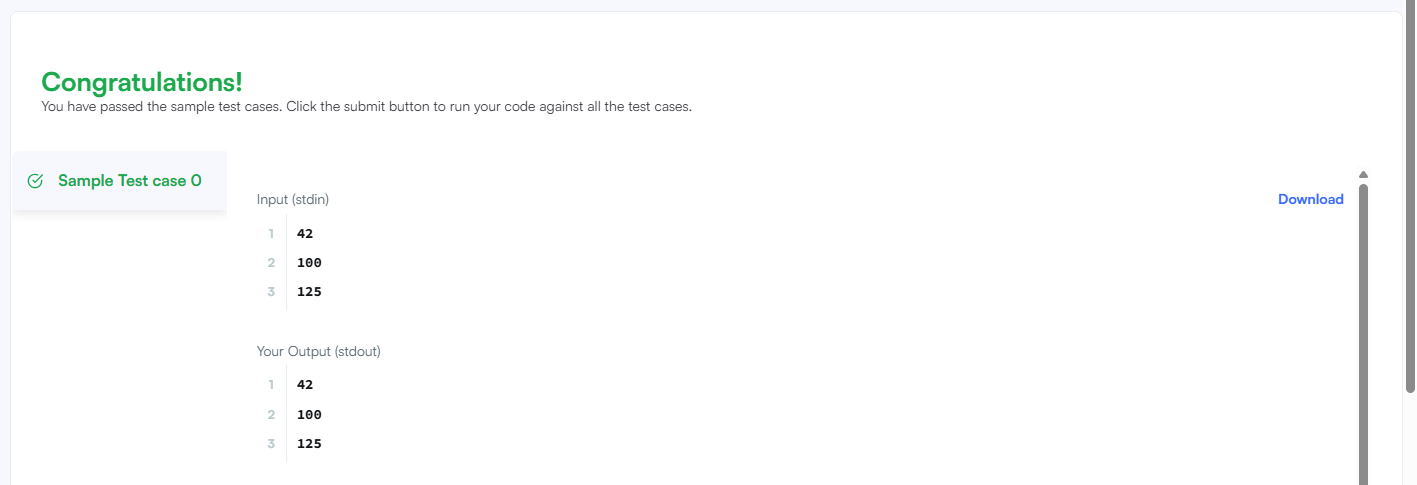 Congratulations!
You have passed the sample test cases. Click the submit button to run your code against all the test cases.
Sample Test case 0
Input (stdin)
Download
1 42
2 100
3 125
Your Output (stdout)
1 42
2 100
3 125